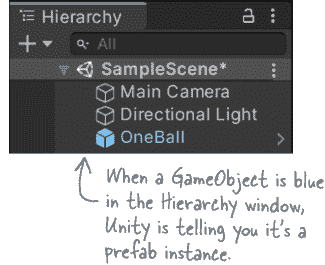 Hierarchy
All
SampleScene*
Main Camera
Directional Light
OneBall
When a GameObject is blue
in the Hierarchy window,
Unity is telling you it's a
prefab instance.